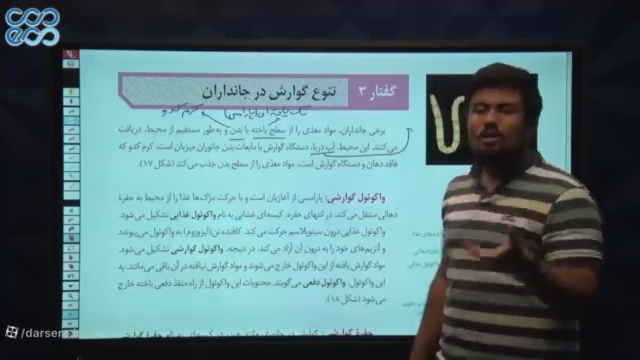 گفتار ۳
تنوع گوارش در جانداران
برخی جانداران، مواد مغذی را از سطح یاخته یا بدن و به‌طور مستقیم از محیط، دریافت
می کنند. این محیط، آب دریا، دستگاه گوارش یا مایعات بدن جانوران میزبان است. کرم کدو که
فاقد دهان و دستگاه گوارش است، مواد مغذی را از سطح بدن جذب می‌کند (شکل ۱۷).
واکوئول گوارشی: پارامسی از آغازیان است و با حرکت مژک‌ها غذا را از محیط به حفرۀ
دهانی منتقل می‌کند. در انتهای حفره، کیسه‌ای غشایی به نام واکوئول غذایی تشکیل می‌شود.
واکوئول غذایی درون سیتوپلاسم حرکت می‌کند. کافنده تن (لیزوزوم) به واکوئول می‌پیوندد
و آنزیم‌های خود را به درون آن آزاد می‌کند. در نتیجه، واکوئول گوارشی تشکیل می‌شود.
مواد گوارش یافته از این واکوئول خارج می‌شوند و مواد گوارش نیافته در آن باقی می‌مانند. به
این واکوئول، واکوئول دفعی می‌گویند. محتویات این واکوئول از راه منفذ دفعی یاخته خارج
می شود (شکل ۱۸).
حفرۀ گوارشی:
/darsem